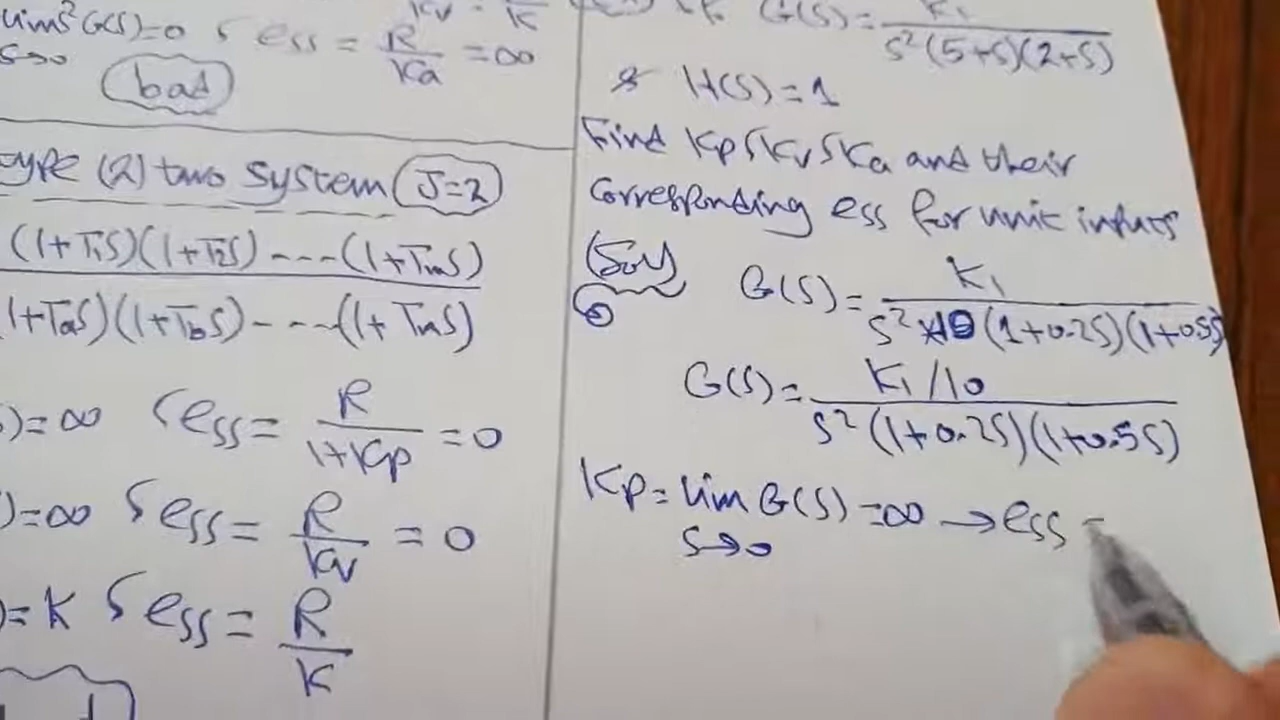 lim s² G(s)=0 , ess = R/Ka = ∞
s→0
bad
Type (2) two System (J=2)
(1+T1S)(1+T2S)----(1+TmS)
(1+TaS)(1+TbS)----(1+TnS)
)=∞ , ess = R/(1+Kp) = 0
)=∞ , ess = R/Kv = 0
)=K , ess = R/K
G(S)= K1/(S²(5+S)(2+S))
& H(S)=1
Find Kp, Kv, Ka and their
Corresponding ess for unit inputs
(Sol)
G(S)= K1/(S²*10(1+0.2S)(1+0.5S)
G(S)= (K1/10)/(S²(1+0.2S)(1+0.5S))
Kp = lim G(S) =∞ → ess =
S→0